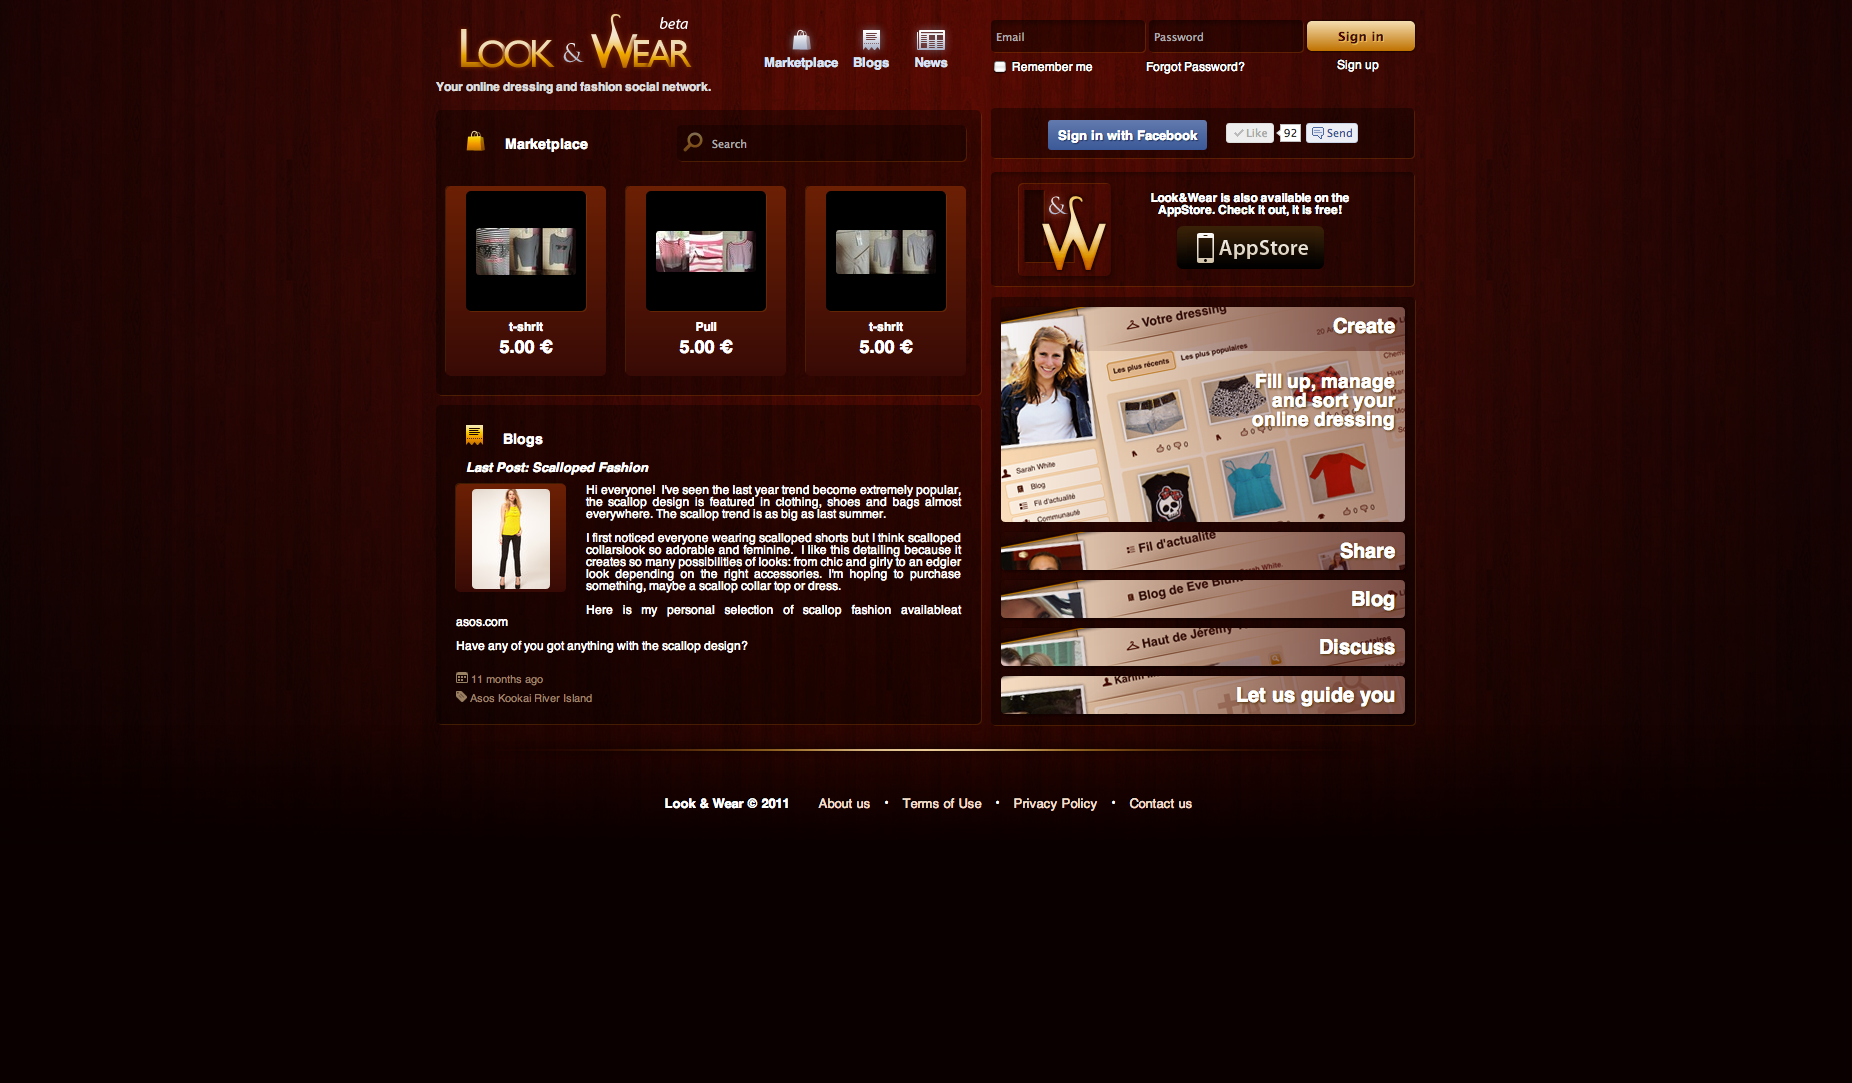 beta
LOOK & WEAR
Your online dressing and fashion social network.
Marketplace
Blogs
News
Email
Password
Sign in
Remember me
Forgot Password?
Sign up
Marketplace
Search
t-shrit
5.00 €
Pull
5.00 €
t-shrit
5.00 €
Blogs
Last Post: Scalloped Fashion
Hi everyone! I've seen the last year trend become extremely popular,
the scallop design is featured in clothing, shoes and bags almost
everywhere. The scallop trend is as big as last summer.
I first noticed everyone wearing scalloped shorts but I think scalloped
collarslook so adorable and feminine. I like this detailing because it
creates so many possibilities of looks: from chic and girly to an edgier
look depending on the right accessories. I'm hoping to purchase
something, maybe a scallop collar top or dress.
Here is my personal selection of scallop fashion availableat
asos.com
Have any of you got anything with the scallop design?
11 months ago
Asos Kookai River Island
Sign in with Facebook
Like
92
Send
& W
Look&Wear is also available on the
AppStore. Check it out, it is free!
AppStore
Votre dressing
Create
Les plus récents
Les plus populaires
Fill up, manage
and sort your
online dressing
Sarah White
Blog
Fil d'actualité
Communauté
Fil d'actualité
Share
Blog de Eve
Blog
Haut de Jérémy
Discuss
Karim
Let us guide you
Look & Wear © 2011
About us • Terms of Use • Privacy Policy • Contact us